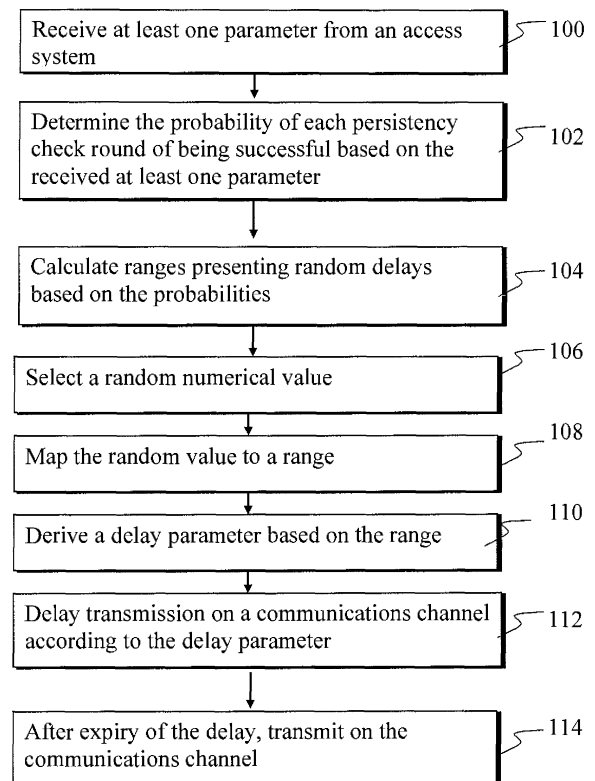 Receive at least one parameter from an access
system
100
Determine the probability of each persistency
check round of being successful based on the
received at least one parameter
102
Calculate ranges presenting random delays
based on the probabilities
104
Select a random numerical value
106
Map the random value to a range
108
Derive a delay parameter based on the range
110
Delay transmission on a communications channel
according to the delay parameter
112
After expiry of the delay, transmit on the
communications channel
114